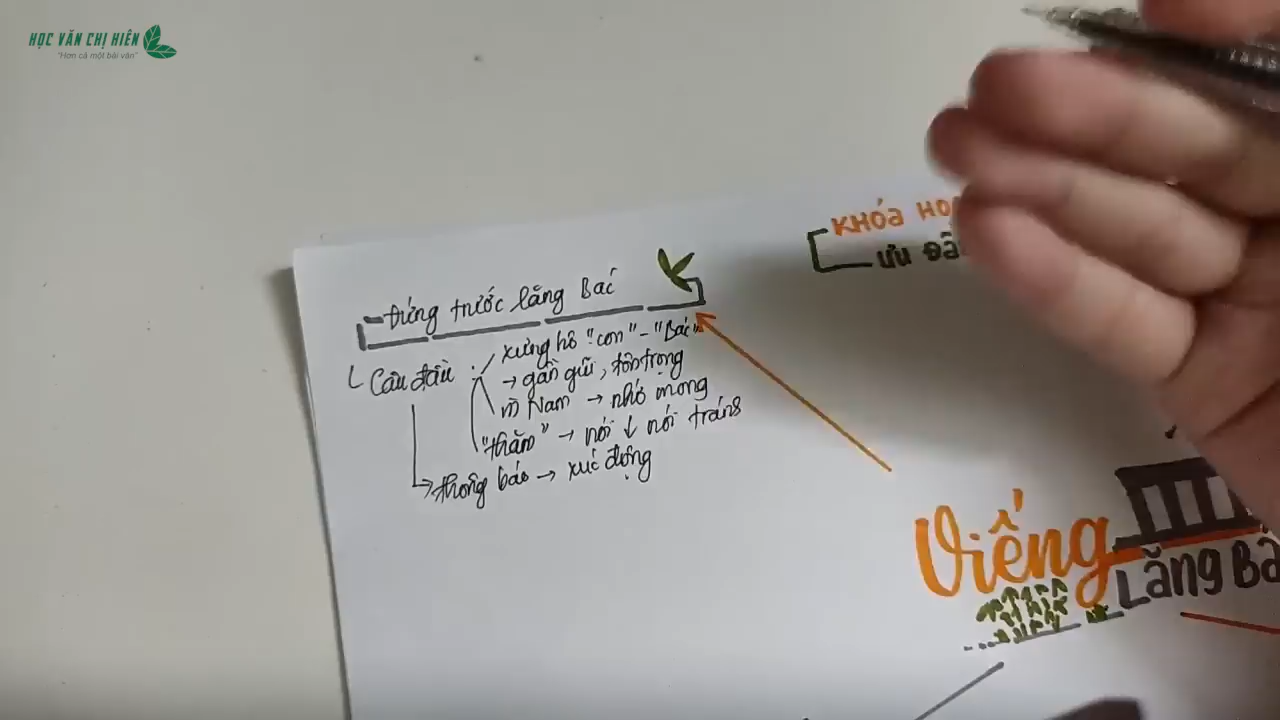 HỌC VĂN CHỊ HIÊN
"Hơn cả một bài văn"
KHÓA HỌ
ƯU ĐÃ
Đứng trước lăng Bác
Câu đầu : xưng hô "con" - "Bác"
→ gần gũi, tôn trọng
m Nam → nhớ mong
"thăm" → nói ↓ nói tránh
→ thông báo → xúc động
Viếng
Lăng Bá